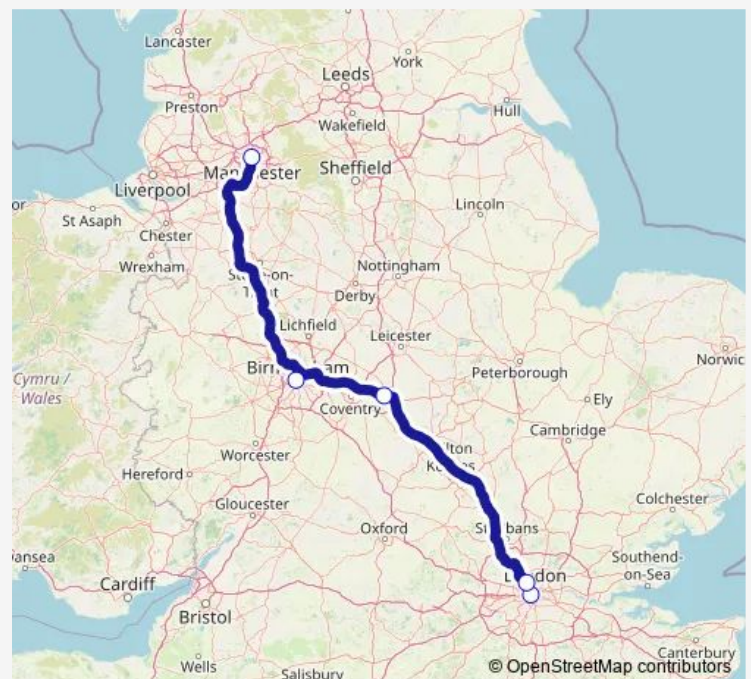 Lancaster
York
Leeds
Preston
Hull
Wakefield
Manchester
Sheffield
Liverpool
St Asaph
Lincoln
Chester
Wrexham
Nottingham
Derby
Lichfield
Leicester
Peterborough
Norwic
Cymru /
Wales
Coventry
Ely
Cambridge
Worcester
Hereford
Colchester
Gloucester
Oxford
Southend-
on-Sea
Cardiff
Bristol
Canterbury
Wells
Salisbury
© OpenStreetMap contributors